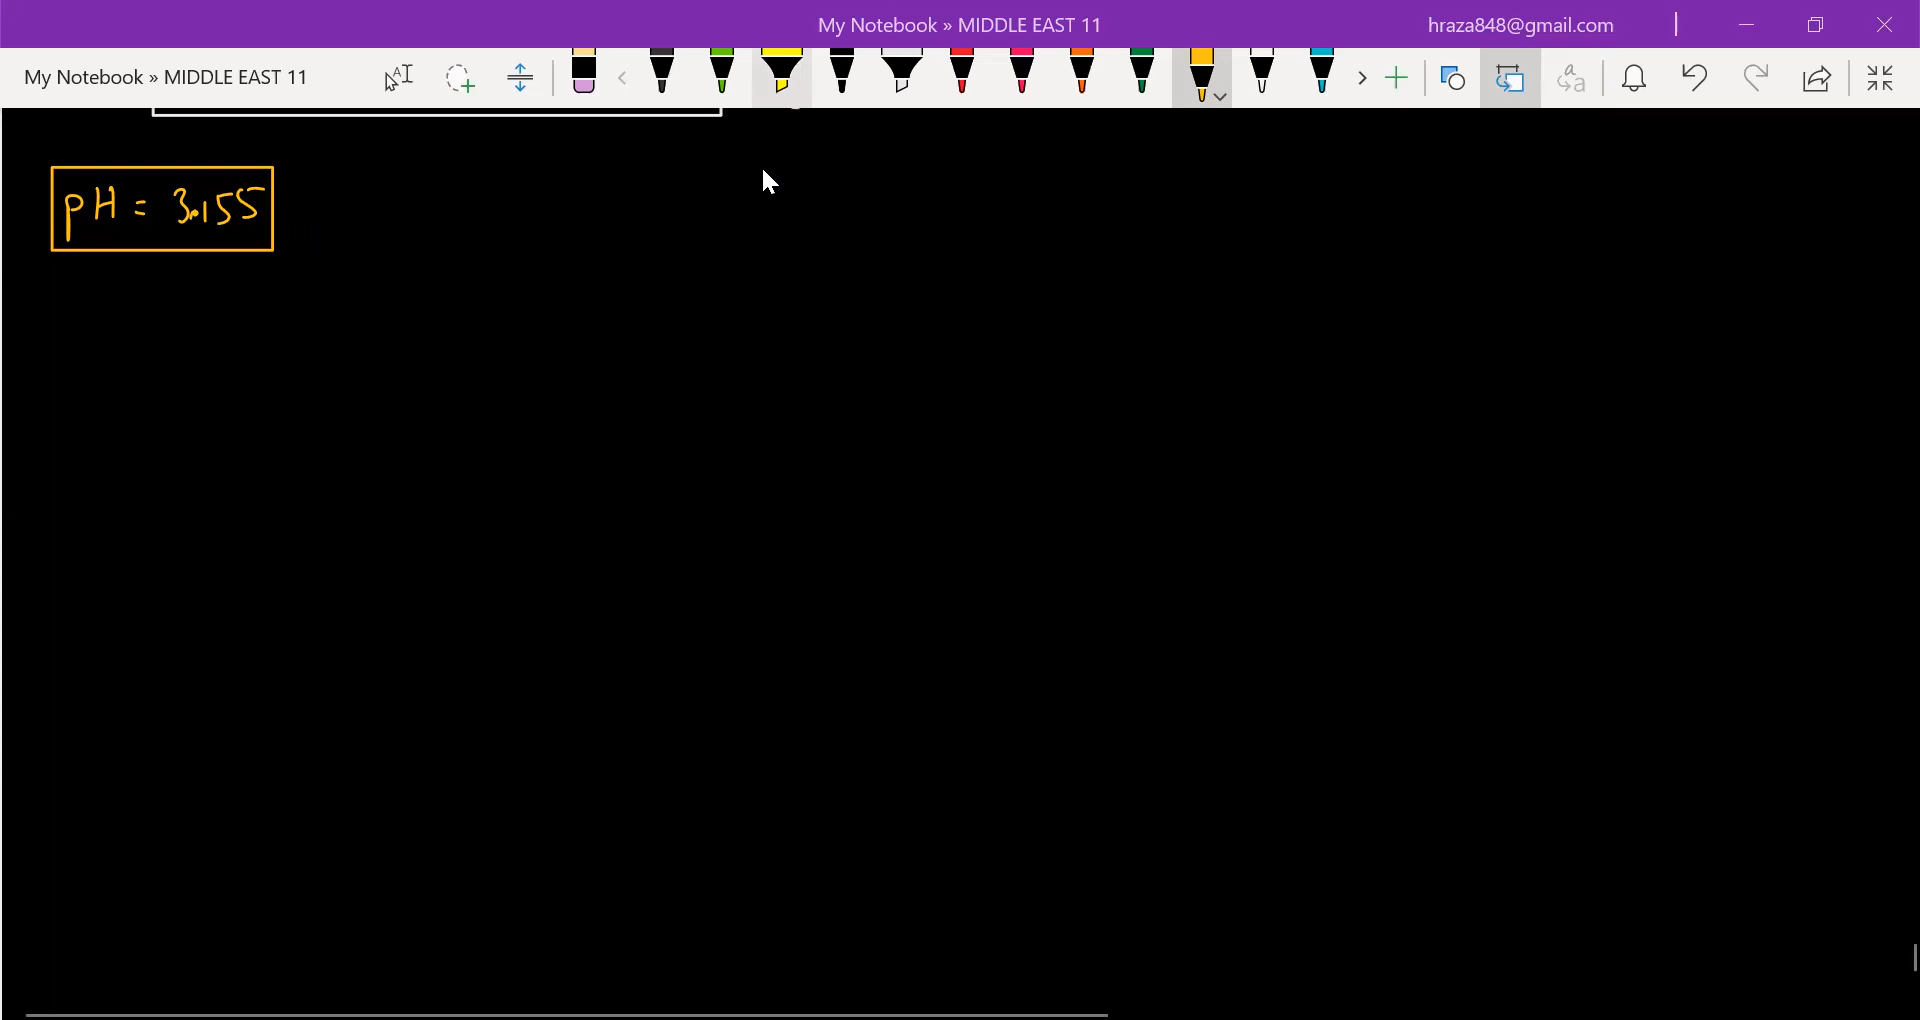 My Notebook » MIDDLE EAST 11
hraza848@gmail.com
My Notebook » MIDDLE EAST 11
pH = 3.155